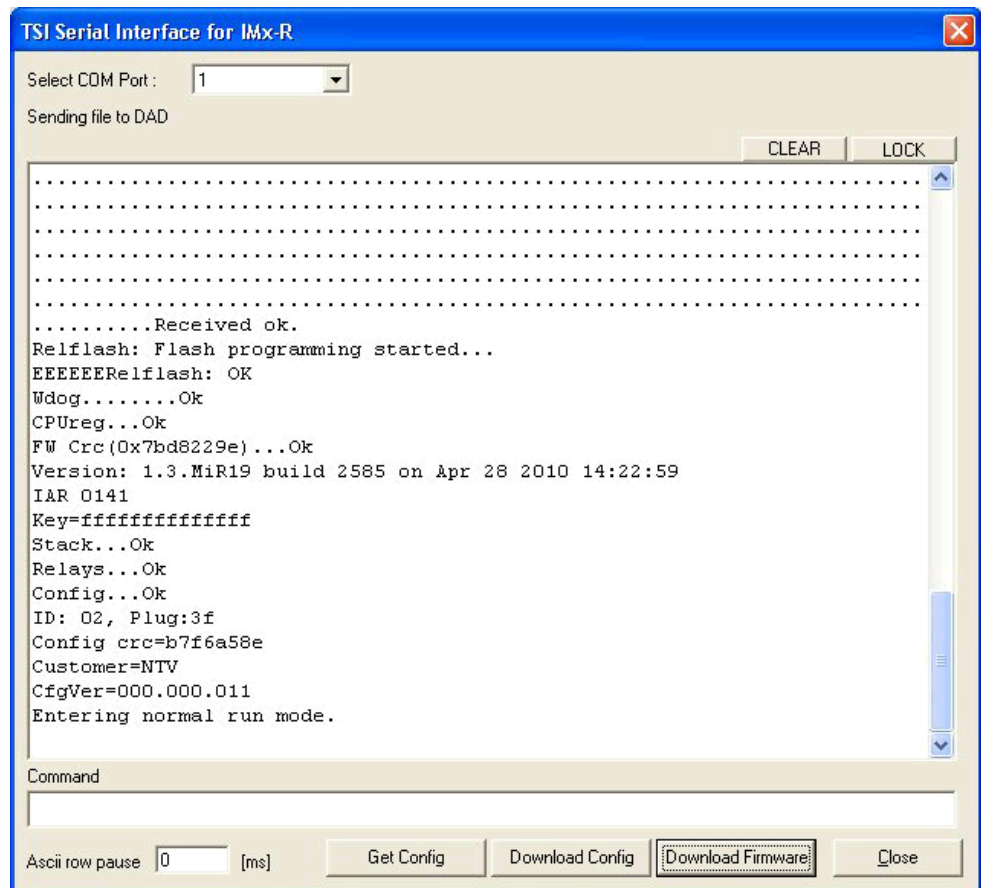 TSI Serial Interface for IMx-R
Select COM Port : 1
Sending file to DAD
CLEAR LOCK
............................................................................
............................................................................
............................................................................
............................................................................
............................................................................
............................................................................
..........Received ok.
Relflash: Flash programming started...
EEEEEERelflash: OK
Wdog........Ok
CPUreg...Ok
FW Crc(0x7bd8229e)...Ok
Version: 1.3.MiR19 build 2585 on Apr 28 2010 14:22:59
IAR 0141
Key=ffffffffffffff
Stack...Ok
Relays...Ok
Config...Ok
ID: 02, Plug:3f
Config crc=b7f6a58e
Customer=NTV
CfgVer=000.000.011
Entering normal run mode.
Command
Ascii row pause 0 [ms] Get Config Download Config Download Firmware Close